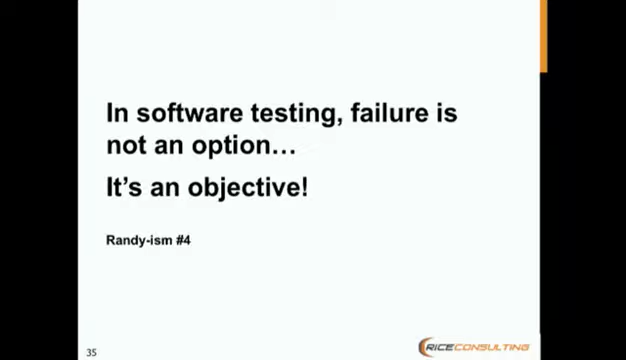 In software testing, failure is
not an option…
It's an objective!
Randy-ism #4
35
RICECONSULTING